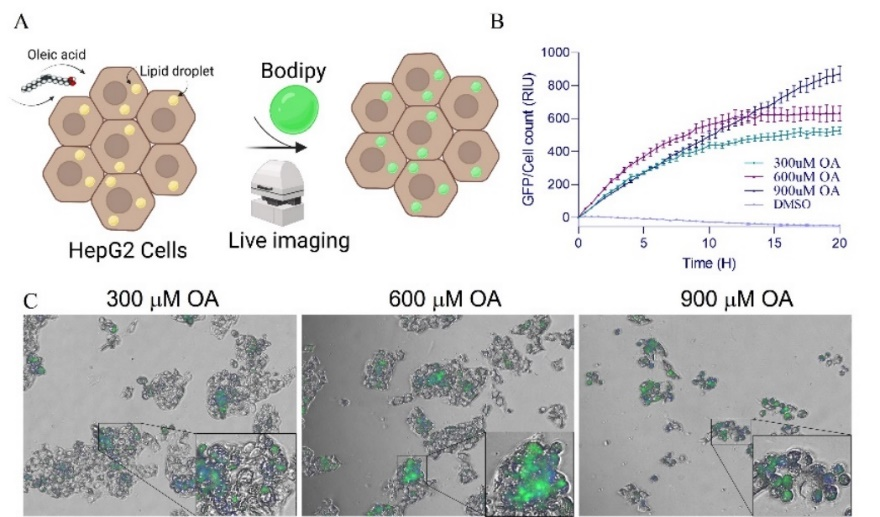 A
Oleic acid
Lipid droplet
HepG2 Cells
Bodipy
Live imaging
B
GFP/Cell count (RIU)
1000
800
600
400
200
0
0 5 10 15 20
Time (H)
300uM OA
600uM OA
900uM OA
DMSO
C
300 μM OA
600 μM OA
900 μM OA